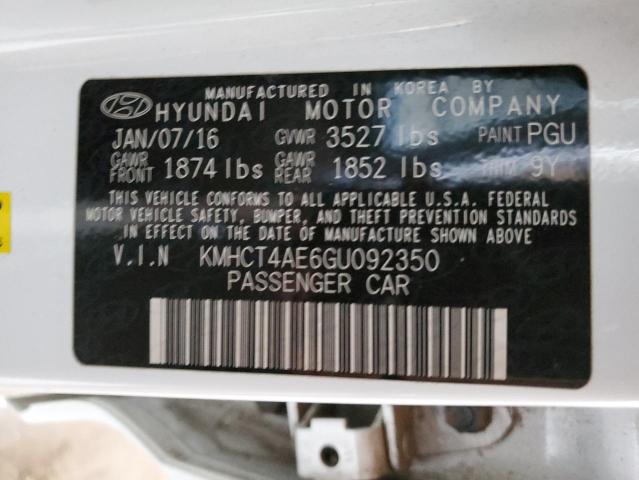 MANUFACTURED IN KOREA BY
HYUNDAI MOTOR COMPANY
JAN/07/16 GVWR 3527 lbs PAINT PGU
GAWR FRONT 1874 lbs GAWR REAR 1852 lbs TRIM 9Y
THIS VEHICLE CONFORMS TO ALL APPLICABLE U.S.A. FEDERAL
MOTOR VEHICLE SAFETY, BUMPER, AND THEFT PREVENTION STANDARDS
IN EFFECT ON THE DATE OF MANUFACTURE SHOWN ABOVE
V.I.N KMHCT4AE6GU092350
PASSENGER CAR